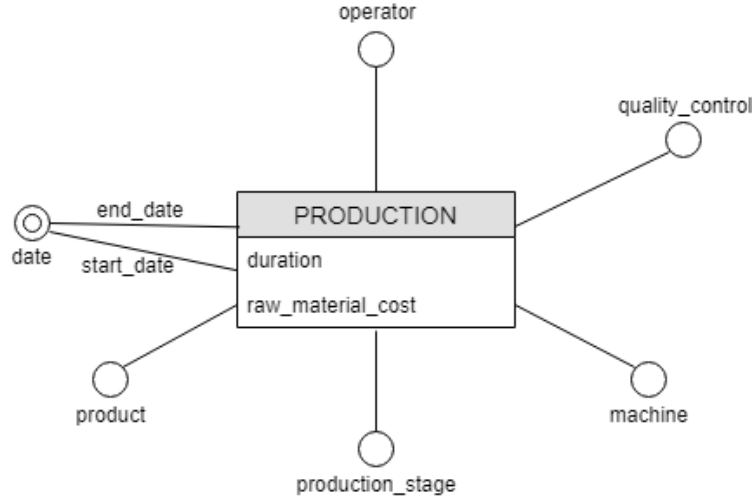 operator
quality_control
PRODUCTION
end_date
date
start_date
duration
raw_material_cost
product
machine
production_stage